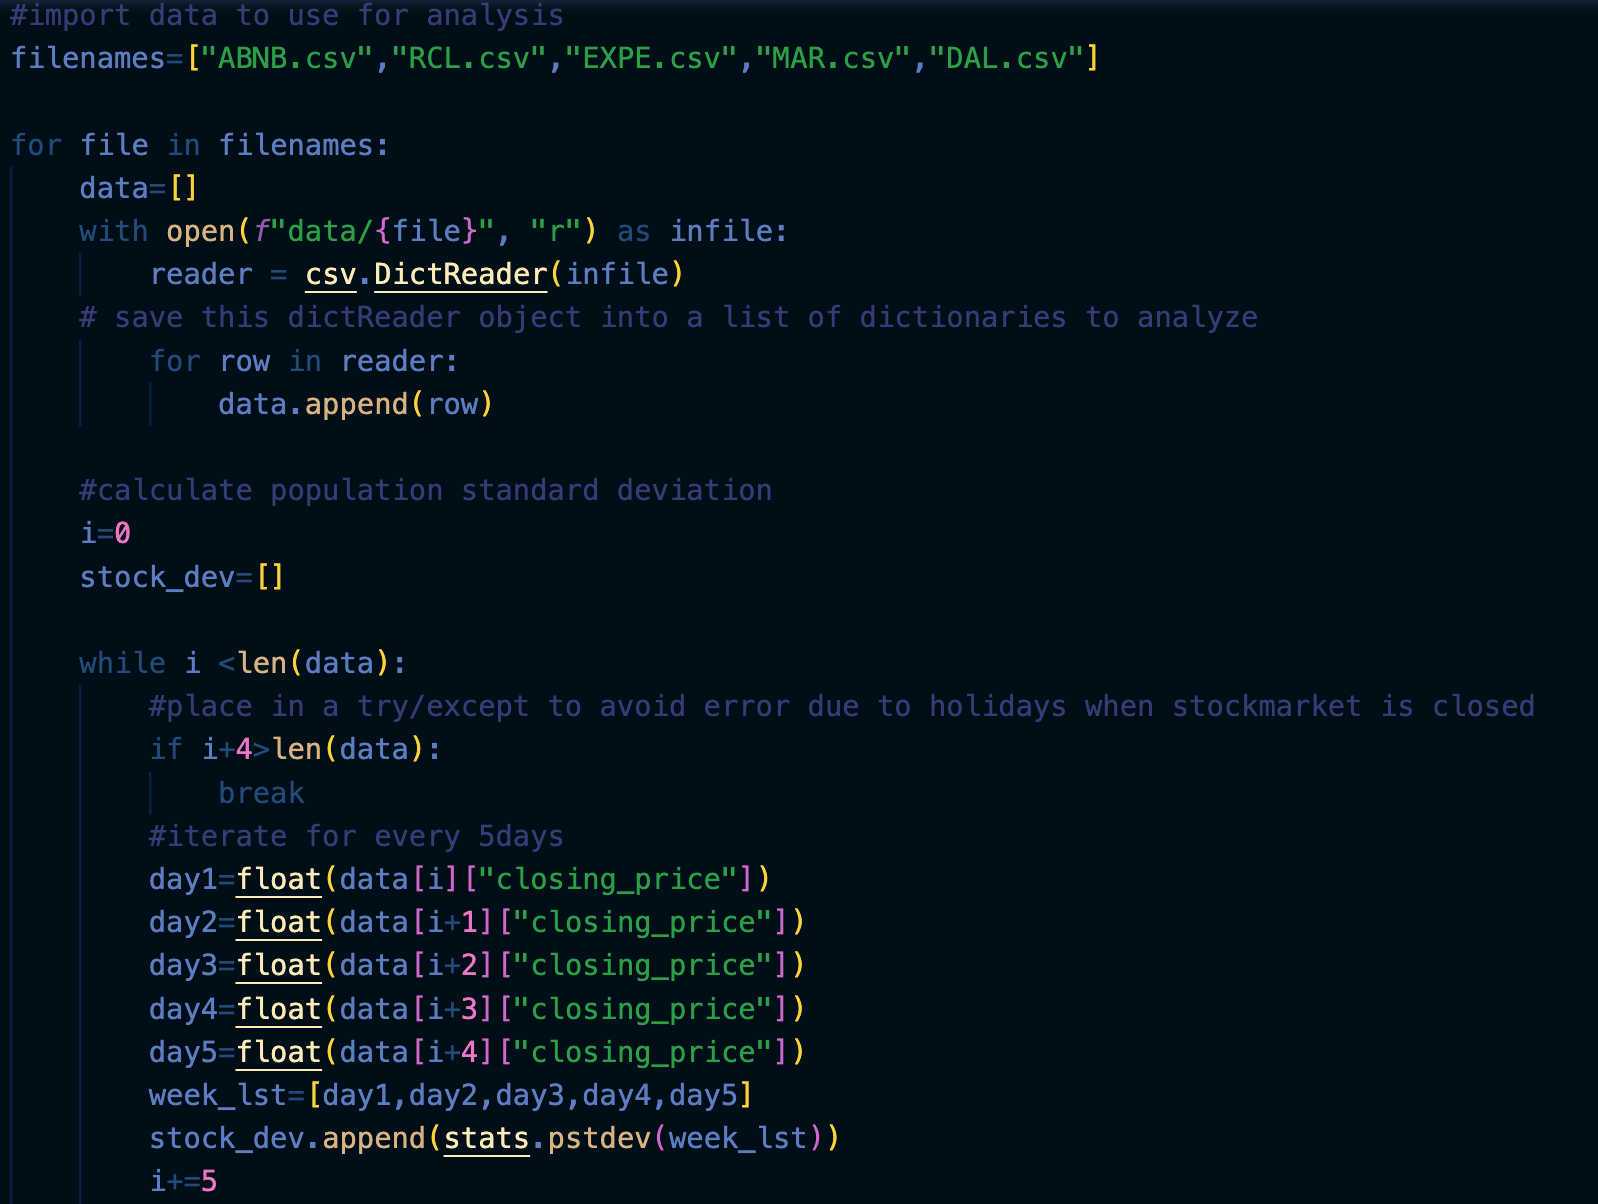 #import data to use for analysis
filenames=["ABNB.csv","RCL.csv","EXPE.csv","MAR.csv","DAL.csv"]
for file in filenames:
    data=[]
    with open(f"data/{file}", "r") as infile:
        reader = csv.DictReader(infile)
    # save this dictReader object into a list of dictionaries to analyze
        for row in reader:
            data.append(row)
    #calculate population standard deviation
    i=0
    stock_dev=[]
    while i <len(data):
        #place in a try/except to avoid error due to holidays when stockmarket is closed
        if i+4>len(data):
            break
        #iterate for every 5days
        day1=float(data[i]["closing_price"])
        day2=float(data[i+1]["closing_price"])
        day3=float(data[i+2]["closing_price"])
        day4=float(data[i+3]["closing_price"])
        day5=float(data[i+4]["closing_price"])
        week_lst=[day1,day2,day3,day4,day5]
        stock_dev.append(stats.pstdev(week_lst))
        i+=5